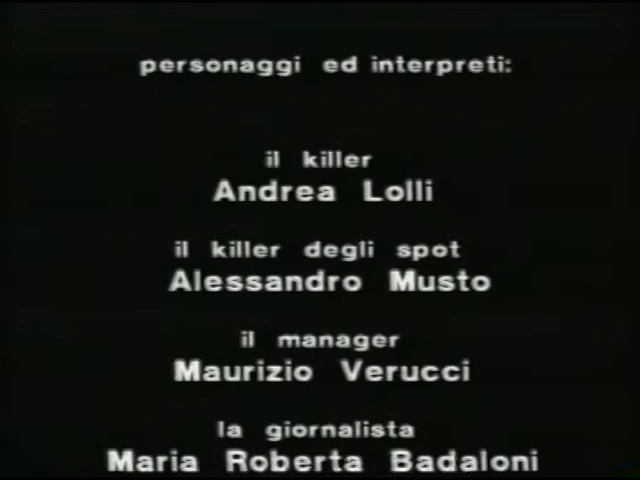 personaggi ed interpreti:
il killer
Andrea Lolli
il killer degli spot
Alessandro Musto
il manager
Maurizio Verucci
la giornalista
Maria Roberta Badaloni